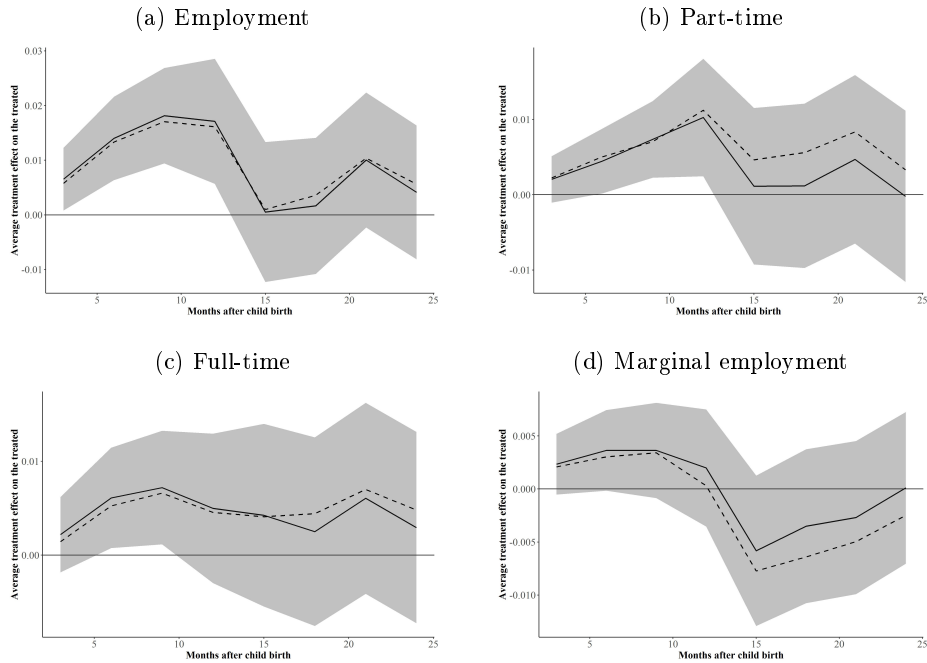 (a) Employment
(b) Part-time
0.03
0.02
0.01
0.00
-0.01
Average treatment effect on the treated
5
10
15
20
25
Months after child birth
0.01
0.00
-0.01
Average treatment effect on the treated
5
10
15
20
25
Months after child birth
(c) Full-time
(d) Marginal employment
0.01
0.00
Average treatment effect on the treated
5
10
15
20
25
Months after child birth
0.005
0.000
-0.005
-0.010
Average treatment effect on the treated
5
10
15
20
25
Months after child birth